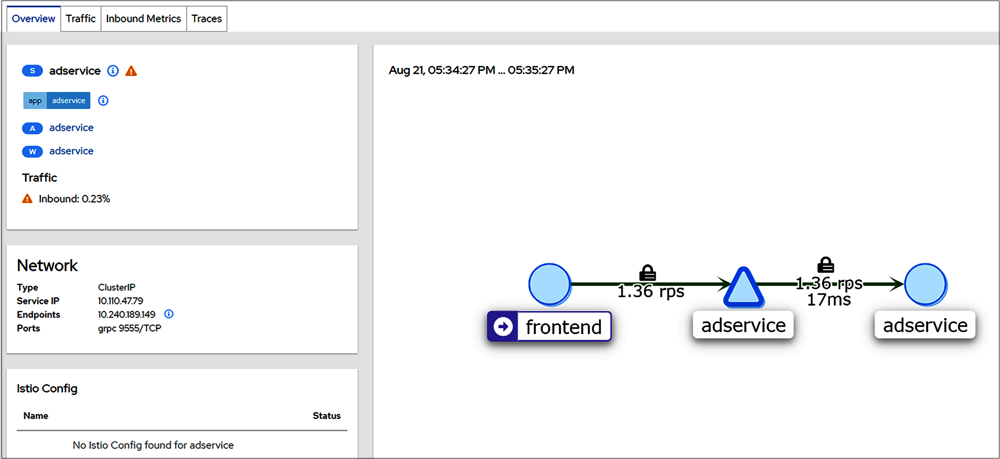 Overview Traffic Inbound Metrics Traces
S adservice
app adservice
A adservice
W adservice
Traffic
Inbound: 0.23%
Network
Type ClusterIP
Service IP 10.110.47.79
Endpoints 10.240.189.149
Ports grpc 9555/TCP
Istio Config
Name Status
No Istio Config found for adservice
Aug 21, 05:34:27 PM ... 05:35:27 PM
1.36 rps
1.36 rps
17ms
frontend
adservice
adservice